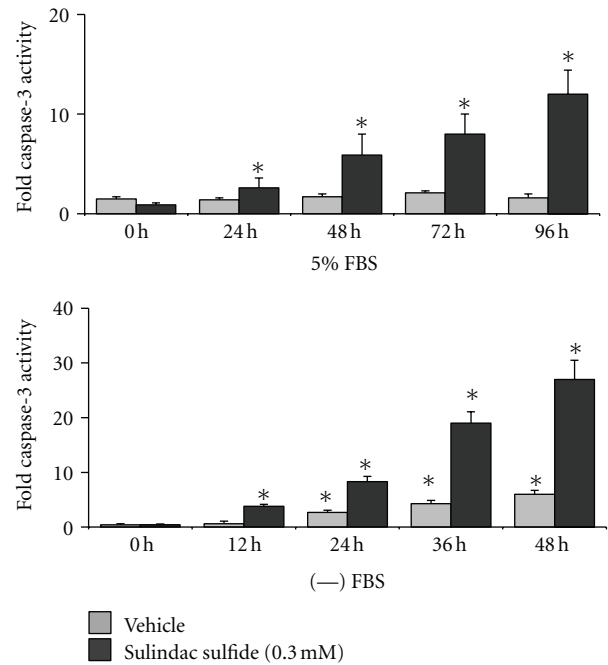 Fold caspase-3 activity
20
10
0
* * * *
0 h 24 h 48 h 72 h 96 h
5% FBS
Fold caspase-3 activity
40
30
20
10
0
* * * * * * *
0 h 12 h 24 h 36 h 48 h
(—) FBS
Vehicle
Sulindac sulfide (0.3 mM)